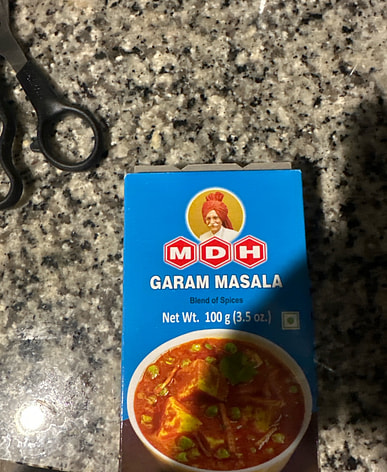 MDH
GARAM MASALA
Blend of Spices
Net Wt. 100 g (3.5 oz.)